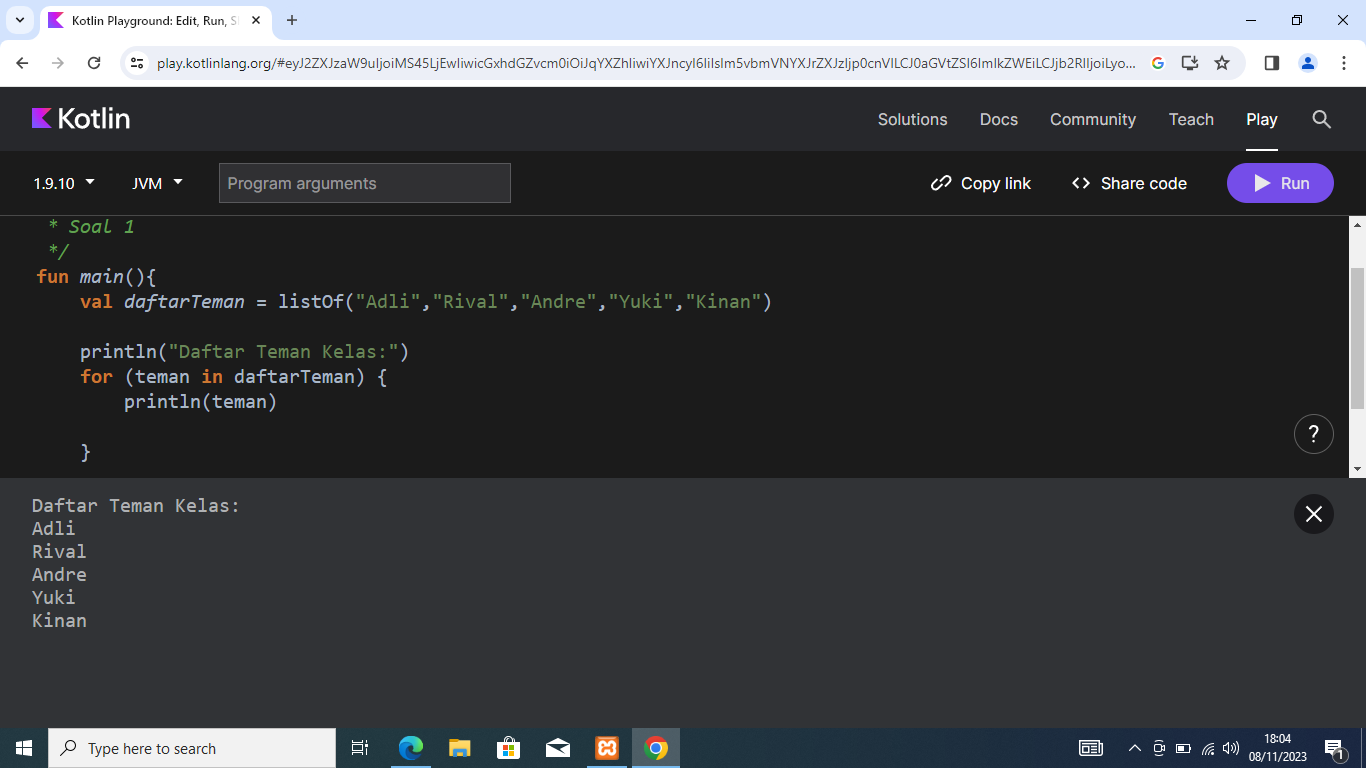 Kotlin Playground: Edit, Run, S
play.kotlinlang.org/
Kotlin
Solutions
Docs
Community
Teach
Play
1.9.10
JVM
Program arguments
Copy link
Share code
Run
* Soal 1
*/
fun main(){
val daftarTeman = listOf("Adli","Rival","Andre","Yuki","Kinan")
println("Daftar Teman Kelas:")
for (teman in daftarTeman) {
println(teman)
}
?
Daftar Teman Kelas:
Adli
Rival
Andre
Yuki
Kinan
Type here to search
18:04
08/11/2023
1